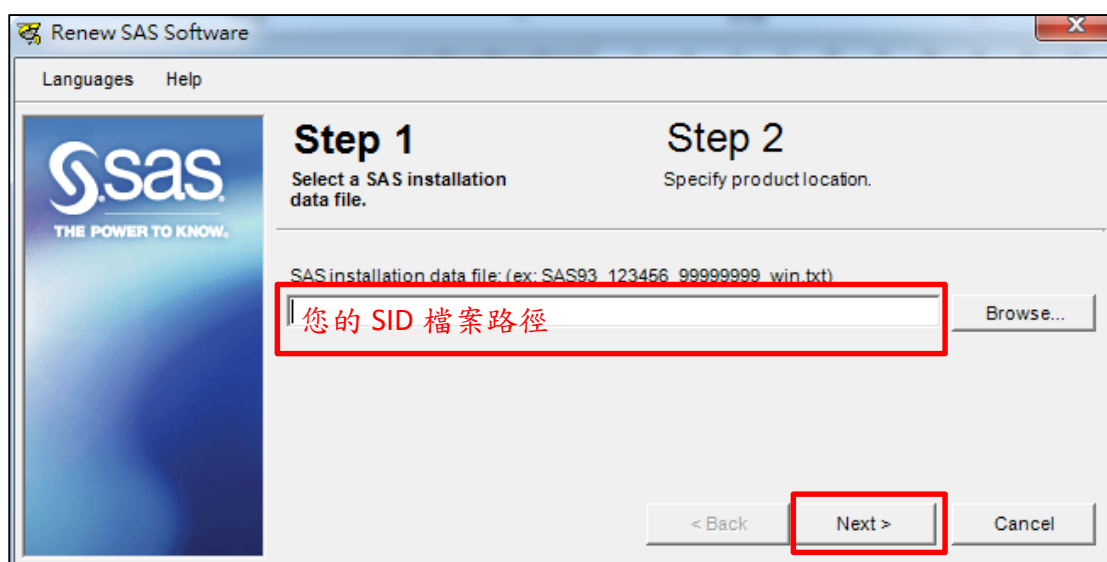 Renew SAS Software
Languages Help
sas
THE POWER TO KNOW.
Step 1
Select a SAS installation
data file.
Step 2
Specify product location.
SAS installation data file: (ex: SAS93_123456_99999999_win.txt)
您的 SID 檔案路徑
Browse...
< Back
Next >
Cancel